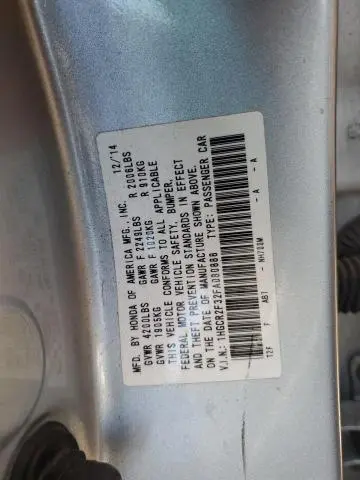 MFD. BY HONDA OF AMERICA MFG., INC. 12/14
GVWR 4200LBS GAWR F 2249LBS R 2006LBS
GVWR 1905KG GAWR F 1020KG R 910KG
THIS VEHICLE CONFORMS TO ALL APPLICABLE
FEDERAL MOTOR VEHICLE SAFETY, BUMPER,
AND THEFT PREVENTION STANDARDS IN EFFECT
ON THE DATE OF MANUFACTURE SHOWN ABOVE.
V.I.N.: TYPE: PASSENGER CAR
F ABT - NH700M - A - A
12F